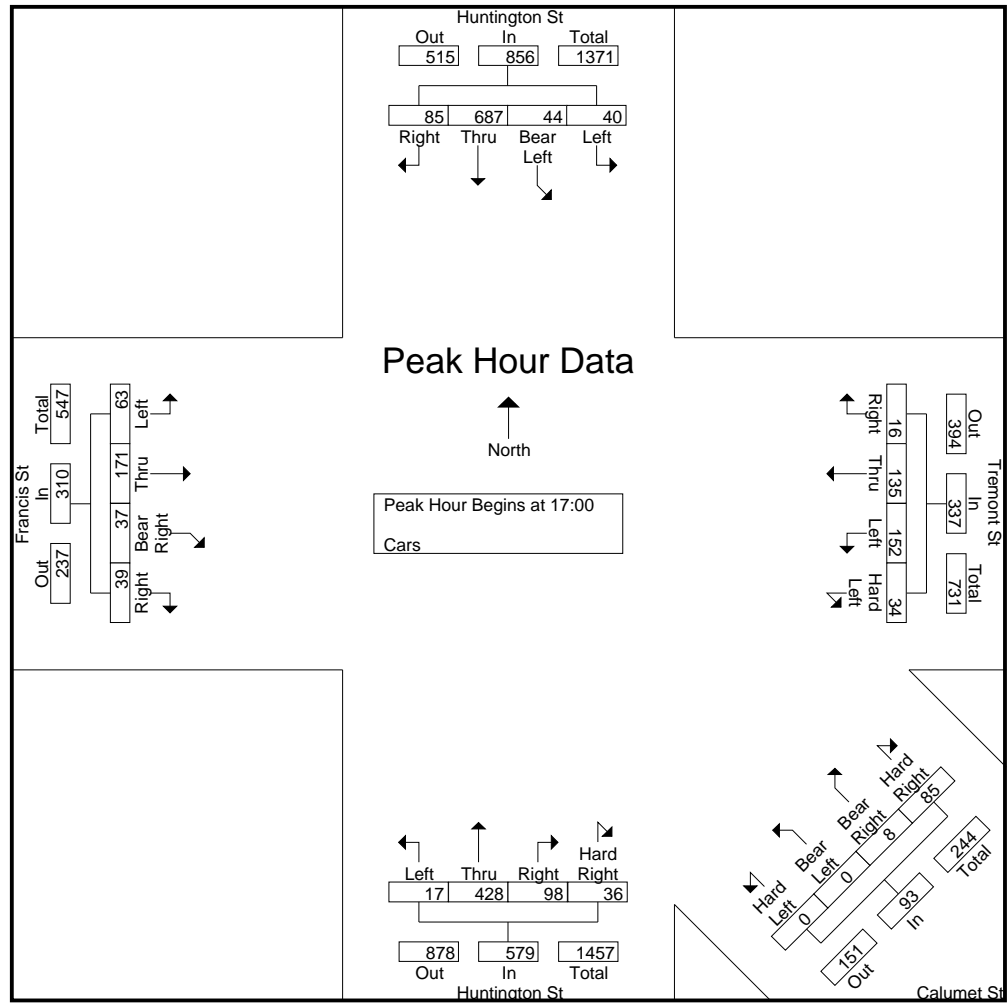 Huntington St
Out In Total
515 856 1371
85 687 44 40
Right Thru Bear Left Left
Peak Hour Data
North
Peak Hour Begins at 17:00
Cars
Francis St
Total In Out
547 310 237
63 171 37 39
Left Thru Bear Right Right
Tremont St
Out In Total
394 337 731
16 135 152 34
Right Thru Left Hard Left
Hard Right Bear Right Bear Left Hard Left
85 8 0 0
244 93 151
Total In Out
Calumet St
Left Thru Right Hard Right
17 428 98 36
878 579 1457
Out In Total
Huntington St